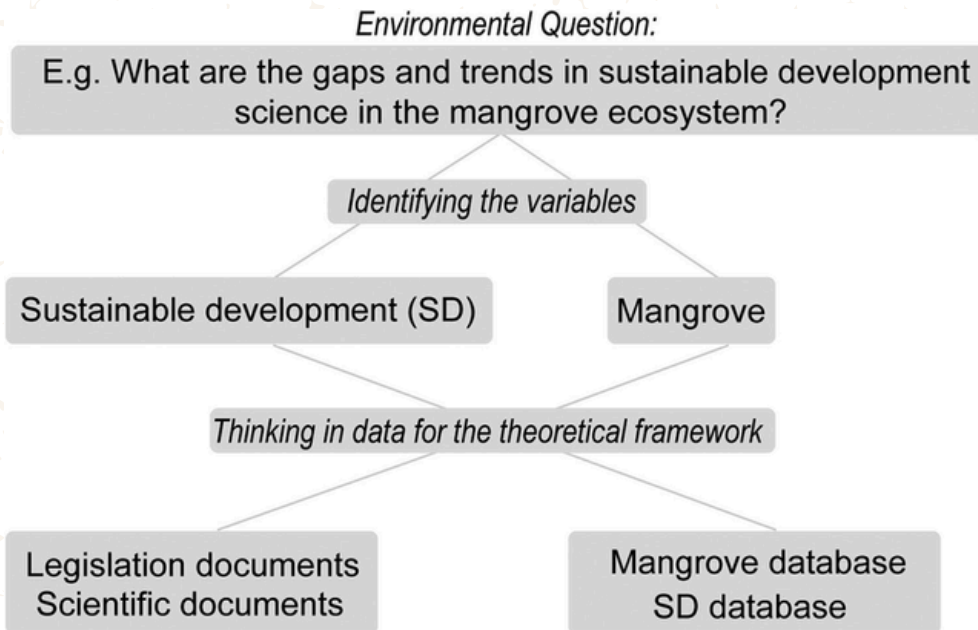 Environmental Question:
E.g. What are the gaps and trends in sustainable development
science in the mangrove ecosystem?
Identifying the variables
Sustainable development (SD)
Mangrove
Thinking in data for the theoretical framework
Legislation documents
Scientific documents
Mangrove database
SD database